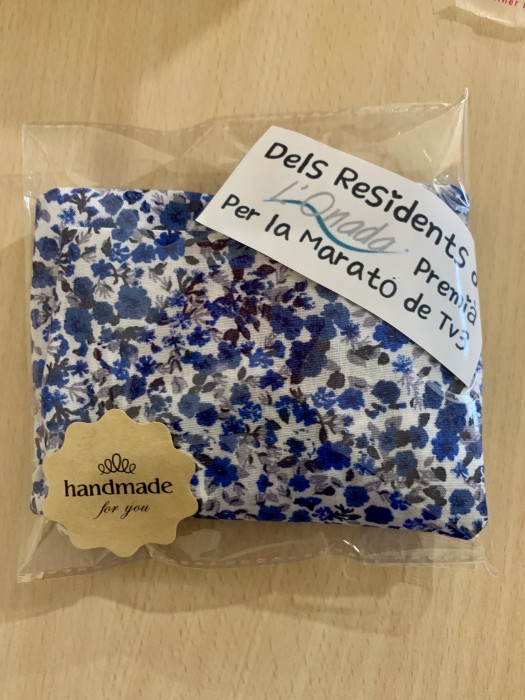 Dels Residents
L'Onada Premià
Per la Marató de Tv3
handmade
for you